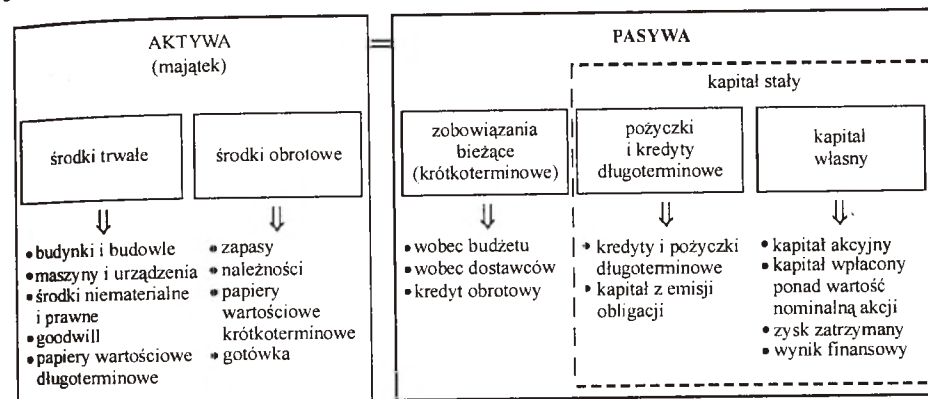 AKTYWA
(majątek)
środki trwałe
środki obrotowe
• budynki i budowle
• maszyny i urządzenia
• środki niematerialne
i prawne
• goodwill
• papiery wartościowe
długoterminowe
• zapasy
• należności
• papiery
wartościowe
krótkoterminowe
• gotówka
=
PASYWA
kapitał stały
zobowiązania
bieżące
(krótkoterminowe)
pożyczki
i kredyty
długoterminowe
kapitał
własny
• wobec budżetu
• wobec dostawców
• kredyt obrotowy
• kredyty i pożyczki
długoterminowe
• kapitał z emisji
obligacji
• kapitał akcyjny
• kapitał wpłacony
ponad wartość
nominalną akcji
• zysk zatrzymany
• wynik finansowy